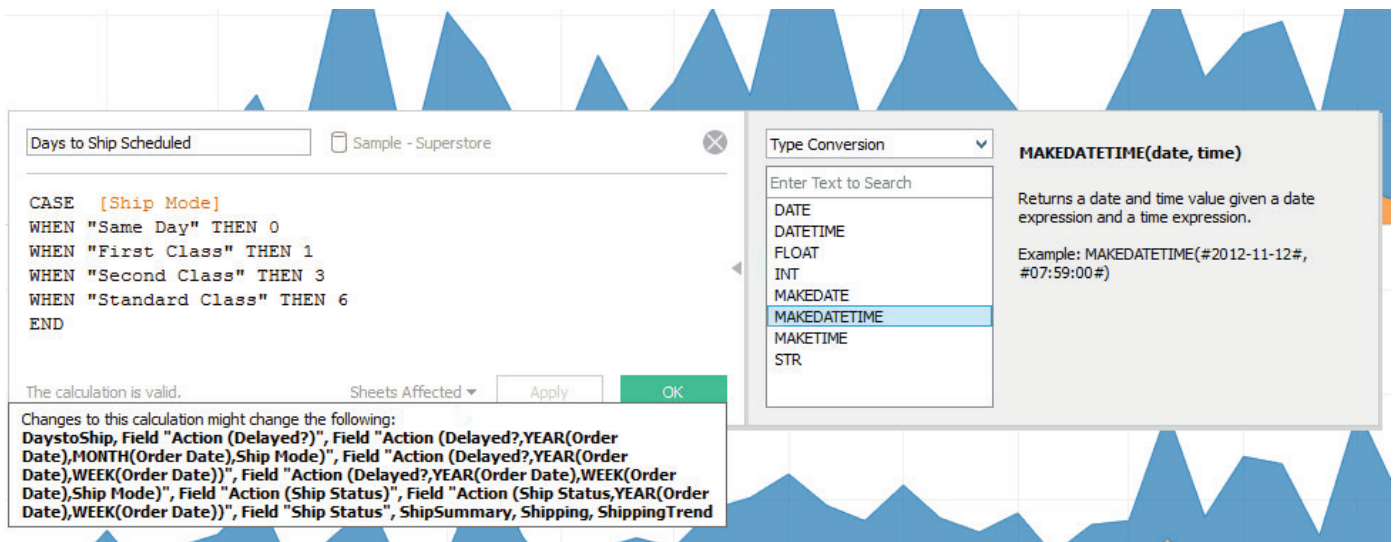 Days to Ship Scheduled
Sample - Superstore
CASE [Ship Mode]
WHEN "Same Day" THEN 0
WHEN "First Class" THEN 1
WHEN "Second Class" THEN 3
WHEN "Standard Class" THEN 6
END
The calculation is valid.
Sheets Affected
Apply
OK
Changes to this calculation might change the following:
DaystoShip, Field "Action (Delayed?)", Field "Action (Delayed?,YEAR(Order
Date),MONTH(Order Date),Ship Mode)", Field "Action (Delayed?,YEAR(Order
Date),WEEK(Order Date))", Field "Action (Delayed?,YEAR(Order Date),WEEK(Order
Date),Ship Mode)", Field "Action (Ship Status)", Field "Action (Ship Status,YEAR(Order
Date),WEEK(Order Date))", Field "Ship Status", ShipSummary, Shipping, ShippingTrend
Type Conversion
Enter Text to Search
DATE
DATETIME
FLOAT
INT
MAKEDATE
MAKEDATETIME
MAKETIME
STR
MAKEDATETIME(date, time)
Returns a date and time value given a date
expression and a time expression.
Example: MAKEDATETIME(#2012-11-12#,
#07:59:00#)